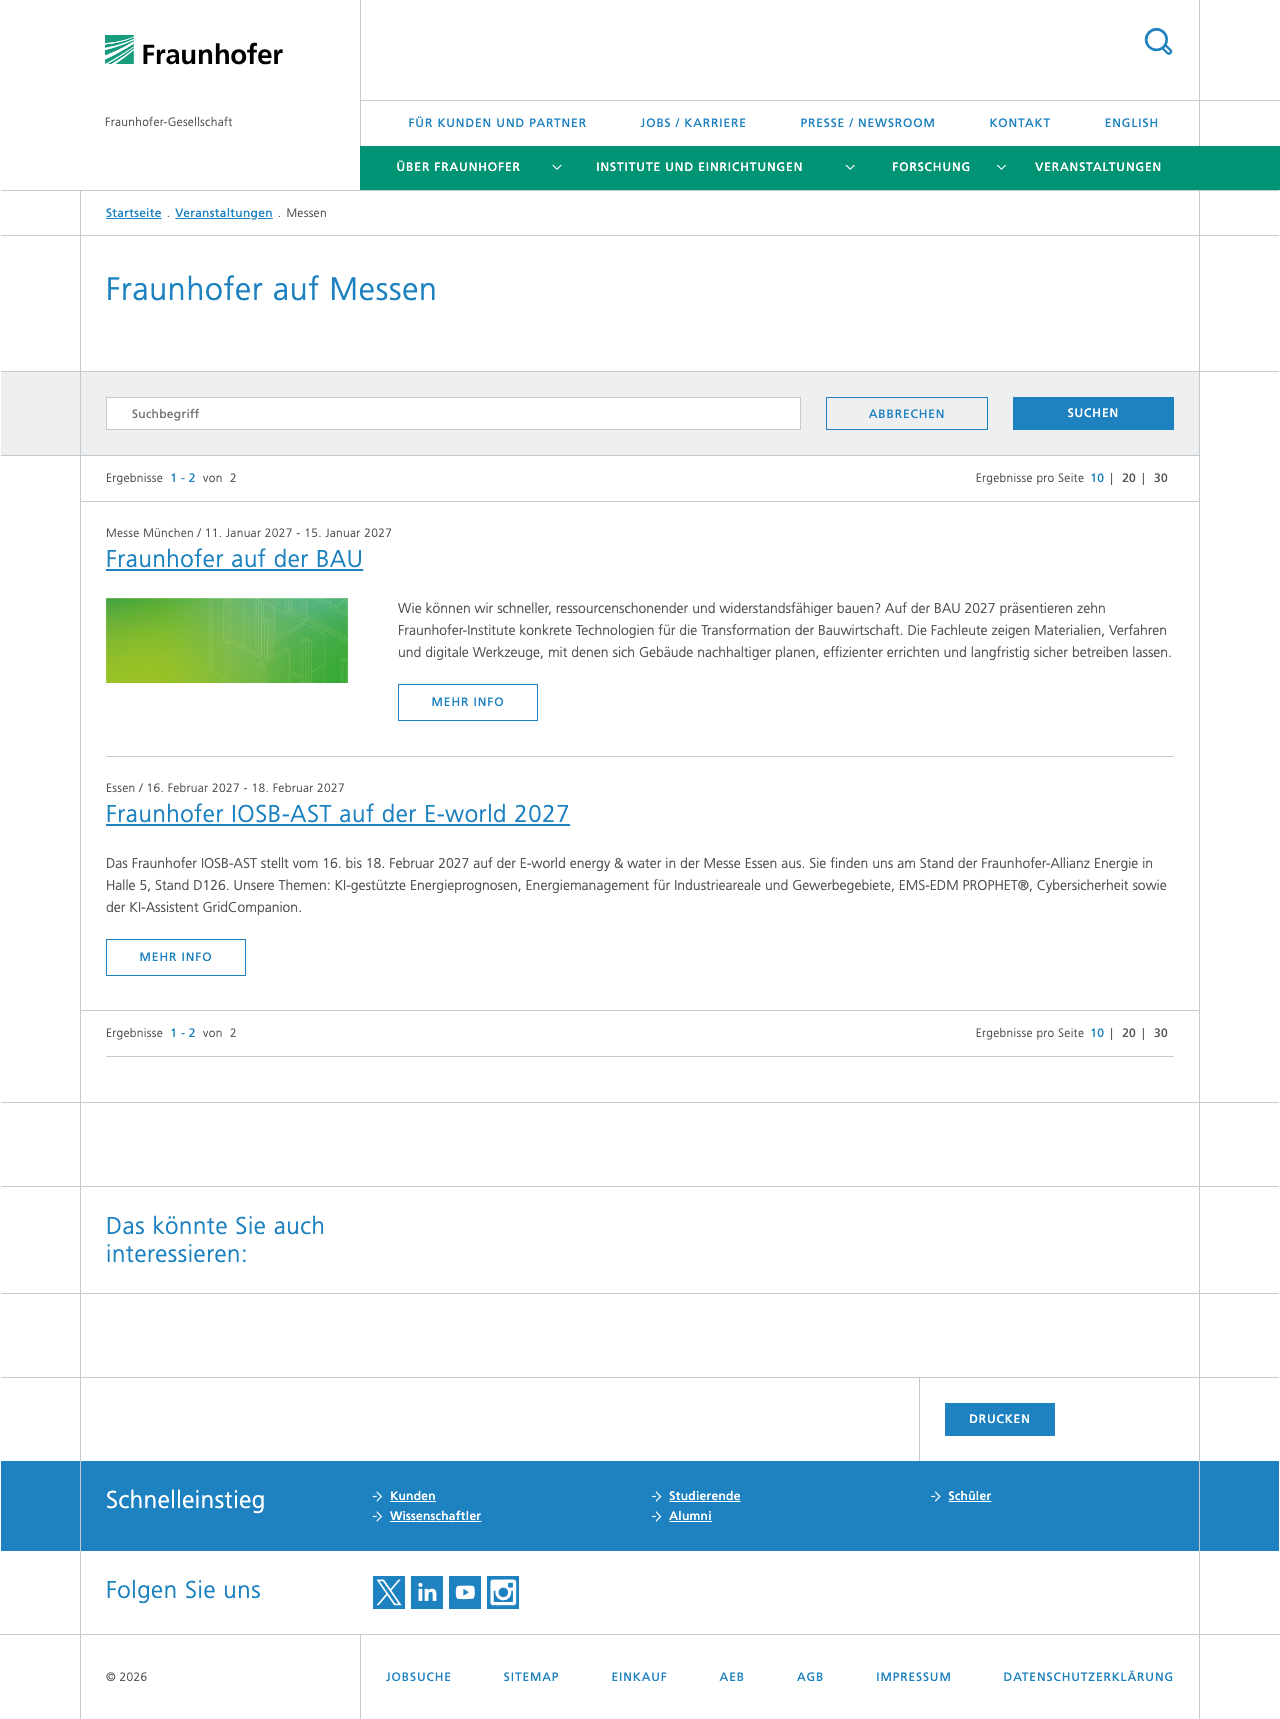 Fraunhofer
Fraunhofer-Gesellschaft
FÜR KUNDEN UND PARTNER JOBS / KARRIERE PRESSE / NEWSROOM KONTAKT ENGLISH
ÜBER FRAUNHOFER INSTITUTE UND EINRICHTUNGEN FORSCHUNG VERANSTALTUNGEN
Startseite . Veranstaltungen . Messen
Fraunhofer auf Messen
Suchbegriff ABBRECHEN SUCHEN
Ergebnisse 1 - 2 von 2 Ergebnisse pro Seite 10 | 20 | 30
Messe München / 11. Januar 2027 - 15. Januar 2027
Fraunhofer auf der BAU
Wie können wir schneller, ressourcenschonender und widerstandsfähiger bauen? Auf der BAU 2027 präsentieren zehn
Fraunhofer-Institute konkrete Technologien für die Transformation der Bauwirtschaft. Die Fachleute zeigen Materialien, Verfahren
und digitale Werkzeuge, mit denen sich Gebäude nachhaltiger planen, effizienter errichten und langfristig sicher betreiben lassen.
MEHR INFO
Essen / 16. Februar 2027 - 18. Februar 2027
Fraunhofer IOSB-AST auf der E-world 2027
Das Fraunhofer IOSB-AST stellt vom 16. bis 18. Februar 2027 auf der E-world energy & water in der Messe Essen aus. Sie finden uns am Stand der Fraunhofer-Allianz Energie in
Halle 5, Stand D126. Unsere Themen: KI-gestützte Energieprognosen, Energiemanagement für Industrieareale und Gewerbegebiete, EMS-EDM PROPHET®, Cybersicherheit sowie
der KI-Assistent GridCompanion.
MEHR INFO
Ergebnisse 1 - 2 von 2 Ergebnisse pro Seite 10 | 20 | 30
Das könnte Sie auch
interessieren:
DRUCKEN
Schnelleinstieg
Kunden Studierende Schüler
Wissenschaftler Alumni
Folgen Sie uns
© 2026 JOBSUCHE SITEMAP EINKAUF AEB AGB IMPRESSUM DATENSCHUTZERKLÄRUNG